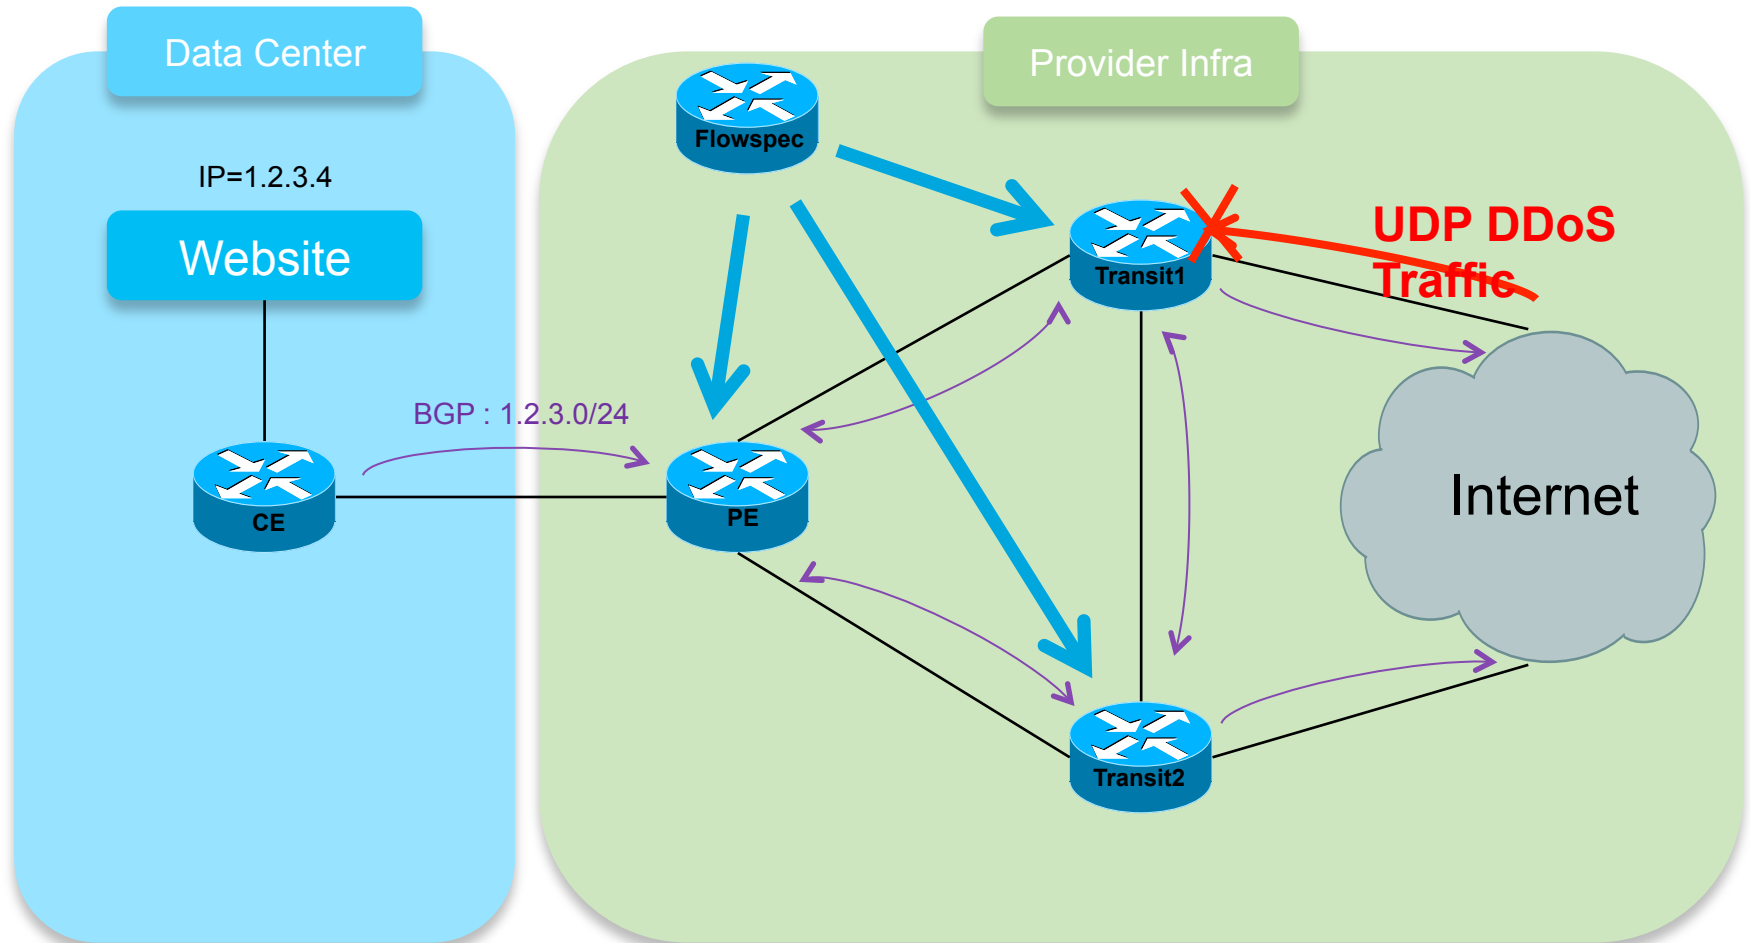 Data Center
Provider Infra
Flowspec
IP=1.2.3.4
Website
UDP DDoS
Traffic
Transit1
BGP : 1.2.3.0/24
Internet
CE
PE
Transit2